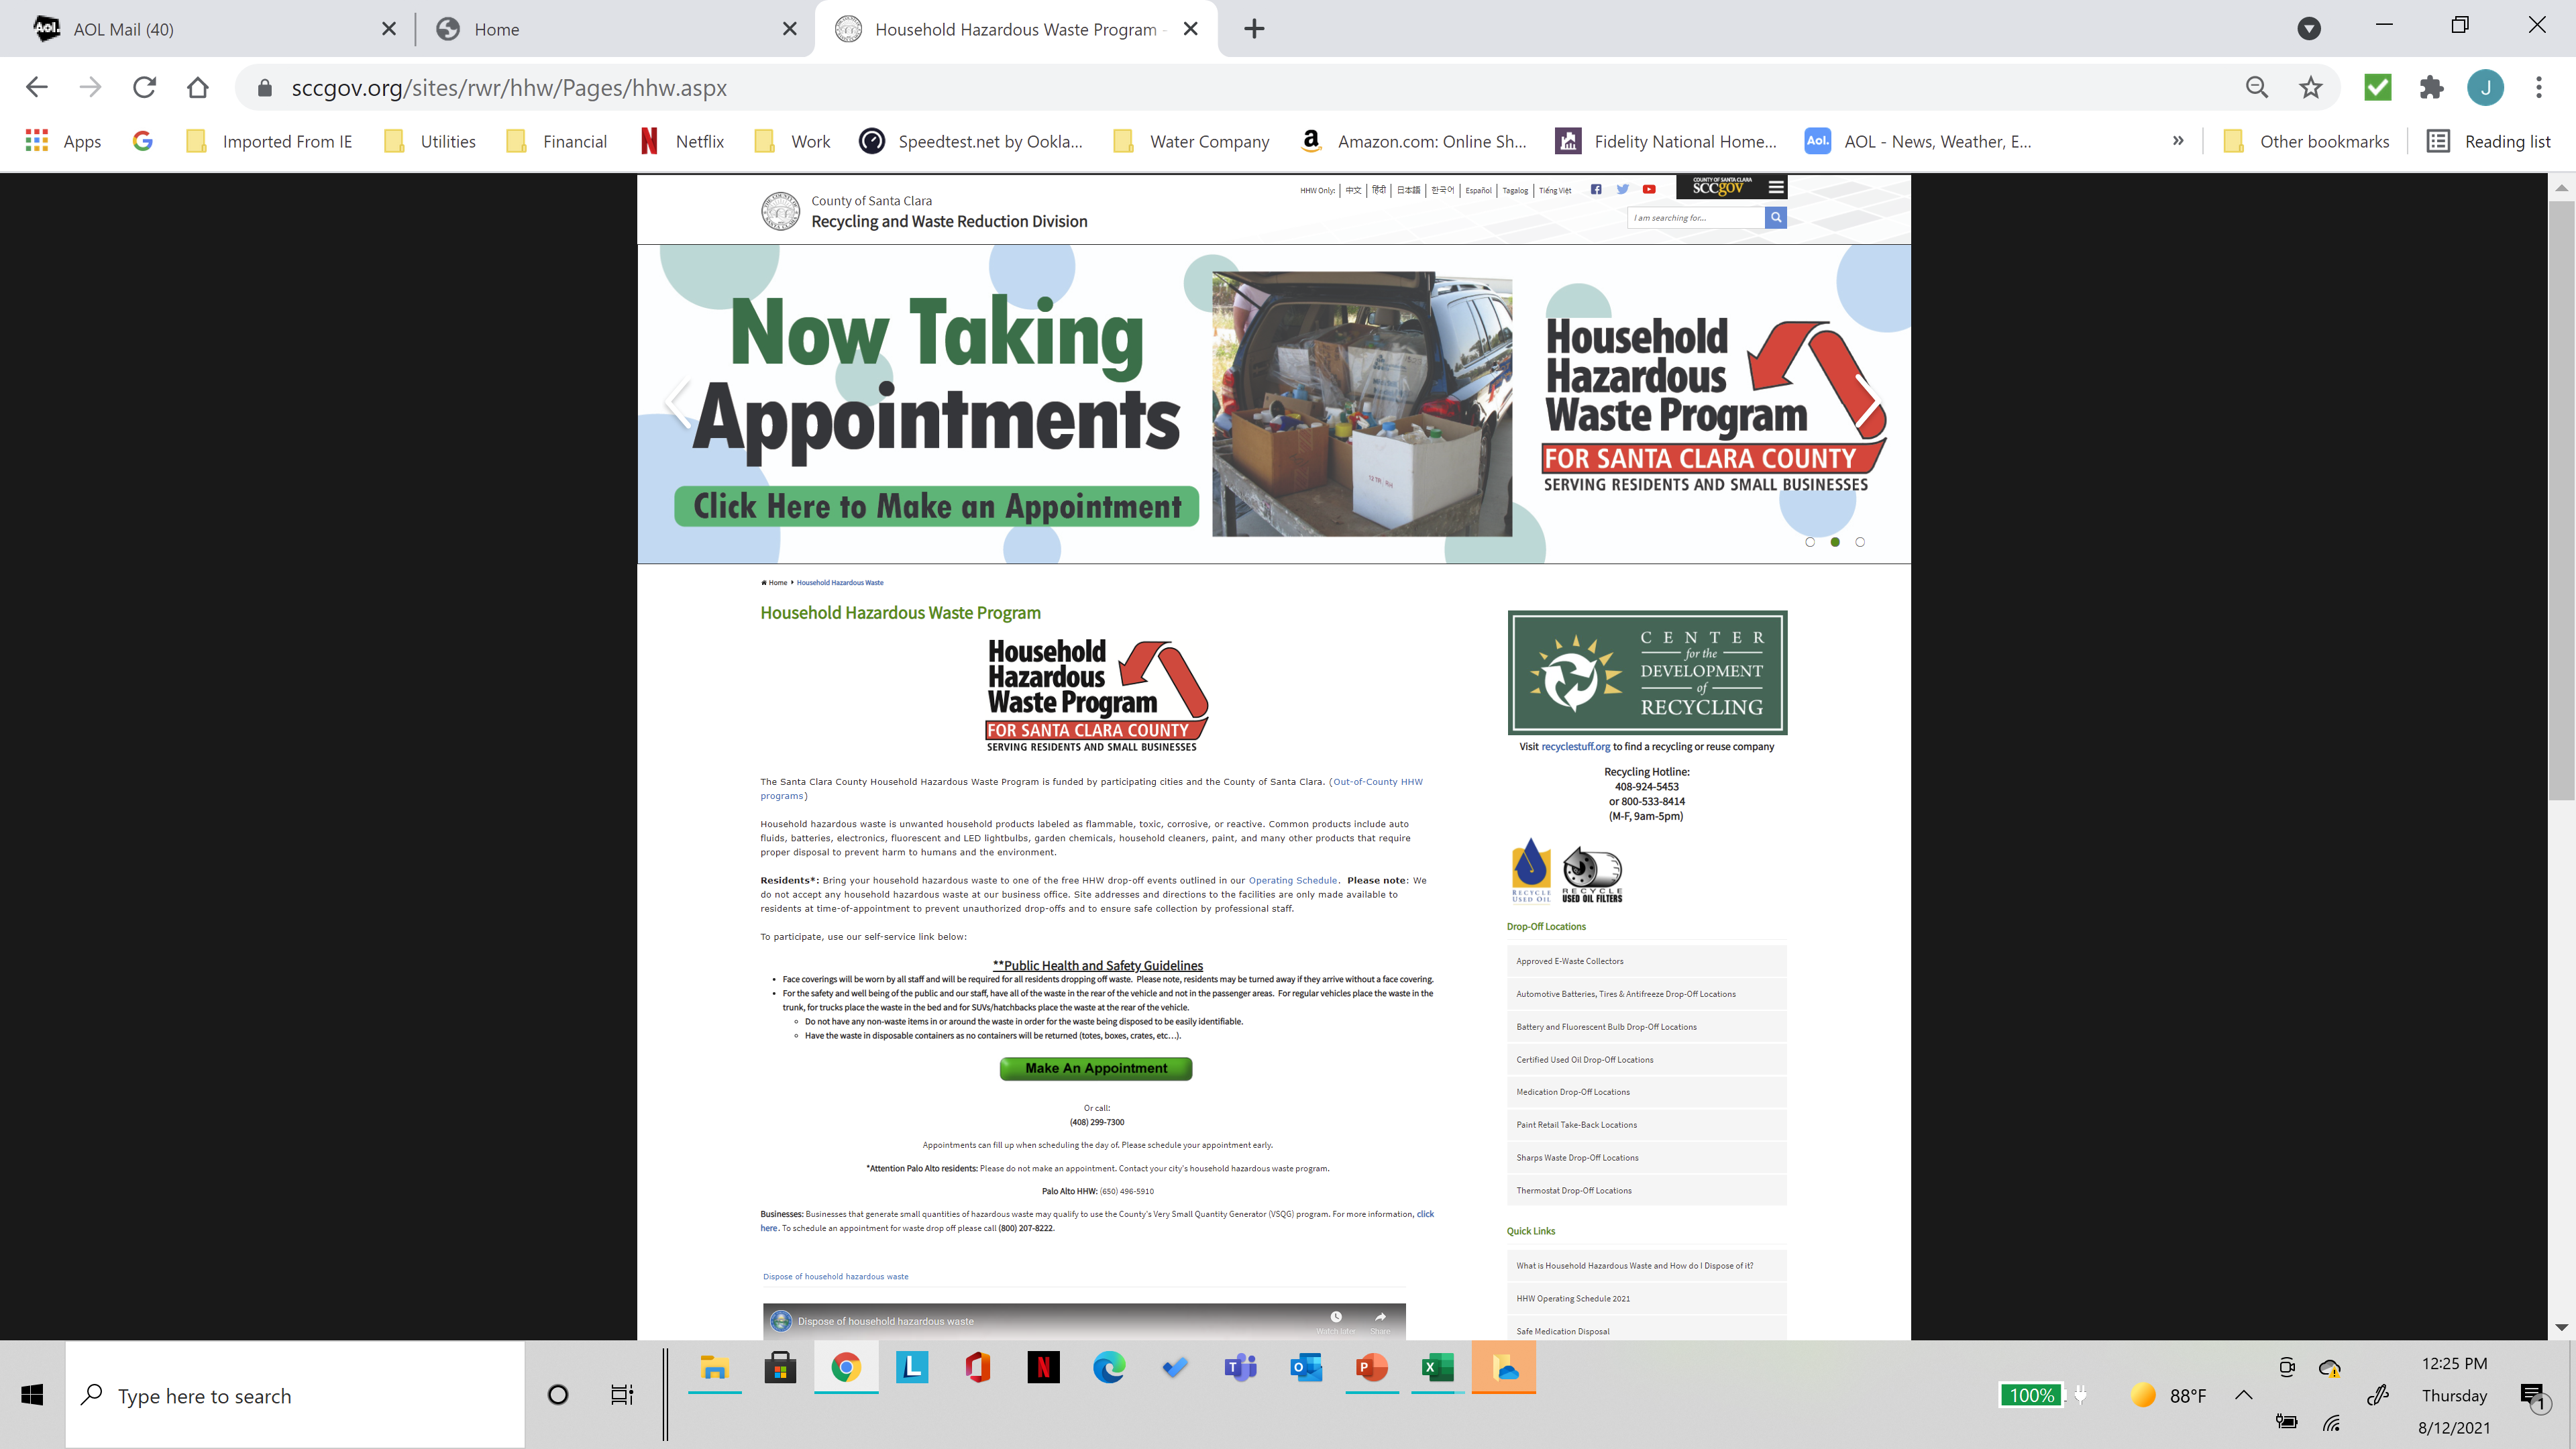 AOL Mail (40)
Home
Household Hazardous Waste Program -
sccgov.org/sites/rwr/hhw/Pages/hhw.aspx
J
Apps
Imported From IE
Utilities
Financial
Netflix
Work
Speedtest.net by Ookla...
Water Company
Amazon.com: Online Sh...
Fidelity National Home...
Aol.
AOL - News, Weather, E...
»
Other bookmarks
Reading list
County of Santa Clara
Recycling and Waste Reduction Division
HHW Only: | 中文 | हिंदी | 日本語 | 한국어 | Español | Tagalog | Tiếng Việt
COUNTY OF SANTA CLARA
SCCGOV
I am searching for...
Now Taking
Appointments
Click Here to Make an Appointment
Household
Hazardous
Waste Program
FOR SANTA CLARA COUNTY
SERVING RESIDENTS AND SMALL BUSINESSES
Home Household Hazardous Waste
Household Hazardous Waste Program
Household
Hazardous
Waste Program
FOR SANTA CLARA COUNTY
SERVING RESIDENTS AND SMALL BUSINESSES
The Santa Clara County Household Hazardous Waste Program is funded by participating cities and the County of Santa Clara. (Out-of-County HHW
programs)
Household hazardous waste is unwanted household products labeled as flammable, toxic, corrosive, or reactive. Common products include auto
fluids, batteries, electronics, fluorescent and LED lightbulbs, garden chemicals, household cleaners, paint, and many other products that require
proper disposal to prevent harm to humans and the environment.
Residents*: Bring your household hazardous waste to one of the free HHW drop-off events outlined in our Operating Schedule. Please note: We
do not accept any household hazardous waste at our business office. Site addresses and directions to the facilities are only made available to
residents at time-of-appointment to prevent unauthorized drop-offs and to ensure safe collection by professional staff.
To participate, use our self-service link below:
**Public Health and Safety Guidelines
Face coverings will be worn by all staff and will be required for all residents dropping off waste. Please note, residents may be turned away if they arrive without a face covering.
For the safety and well being of the public and our staff, have all of the waste in the rear of the vehicle and not in the passenger areas. For regular vehicles place the waste in the
trunk, for trucks place the waste in the bed and for SUVs/hatchbacks place the waste at the rear of the vehicle.
Do not have any non-waste items in or around the waste in order for the waste being disposed to be easily identifiable.
Have the waste in disposable containers as no containers will be returned (totes, boxes, crates, etc...).
Make An Appointment
Or call:
(408) 299-7300
Appointments can fill up when scheduling the day of. Please schedule your appointment early.
*Attention Palo Alto residents: Please do not make an appointment. Contact your city's household hazardous waste program.
Palo Alto HHW: (650) 496-5910
Businesses: Businesses that generate small quantities of hazardous waste may qualify to use the County's Very Small Quantity Generator (VSQG) program. For more information, click
here. To schedule an appointment for waste drop off please call (800) 207-8222.
Dispose of household hazardous waste
Dispose of household hazardous waste
Watch later
Share
CENTER
for the
DEVELOPMENT
of
RECYCLING
Visit recyclestuff.org to find a recycling or reuse company
Recycling Hotline:
408-924-5453
or 800-533-8414
(M-F, 9am-5pm)
RECYCLE
USED OIL
RECYCLE
USED OIL FILTERS
Drop-Off Locations
Approved E-Waste Collectors
Automotive Batteries, Tires & Antifreeze Drop-Off Locations
Battery and Fluorescent Bulb Drop-Off Locations
Certified Used Oil Drop-Off Locations
Medication Drop-Off Locations
Paint Retail Take-Back Locations
Sharps Waste Drop-Off Locations
Thermostat Drop-Off Locations
Quick Links
What is Household Hazardous Waste and How do I Dispose of it?
HHW Operating Schedule 2021
Safe Medication Disposal
Type here to search
100%
88°F
12:25 PM
Thursday
8/12/2021
1